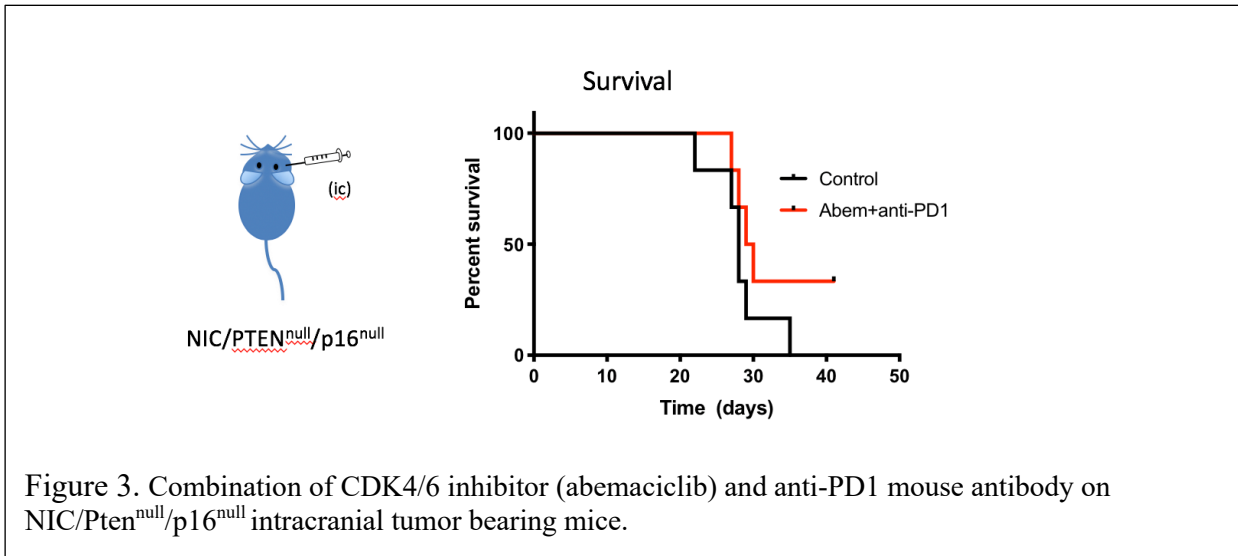 Survival
(ic)
NIC/PTENnull/p16null
Percent survival
100
50
0
0 10 20 30 40 50
Time (days)
Control
Abem+anti-PD1
Figure 3. Combination of CDK4/6 inhibitor (abemaciclib) and anti-PD1 mouse antibody on
NIC/Ptennull/p16null intracranial tumor bearing mice.